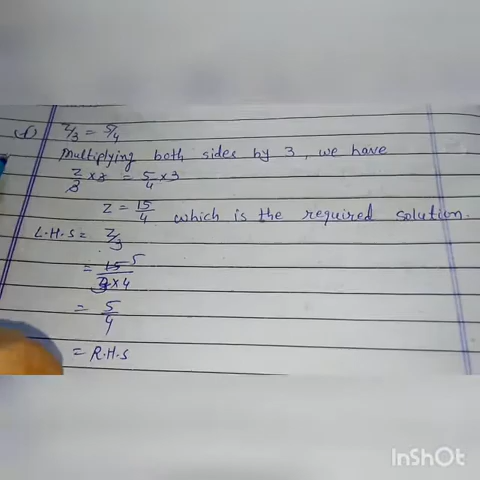 (f) z/3 = 5/4
Multiplying both sides by 3, we have
z/3 × 3 = 5/4 × 3
z = 15/4 which is the required solution.
L.H.S = z/3
= 15 5/3×4
= 5/4
= R.H.S
InShOt